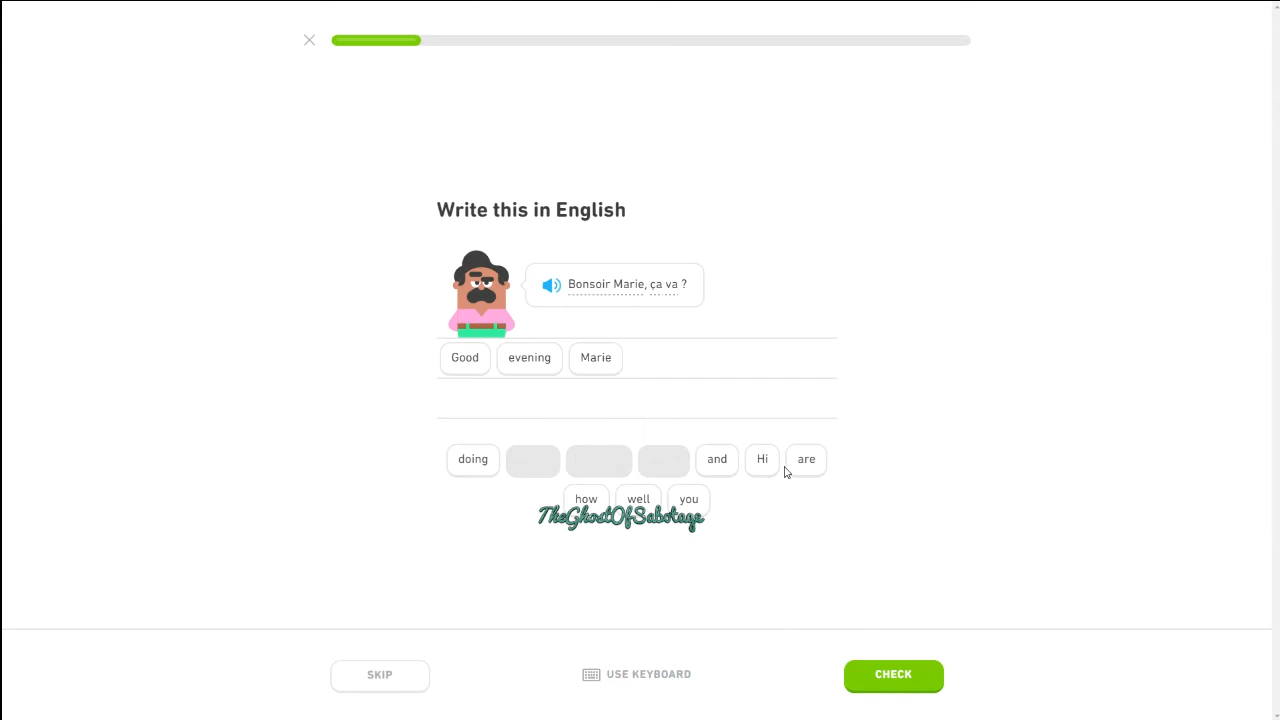 Write this in English
Bonsoir Marie, ça va ?
Good evening Marie
doing and Hi are
how well you
TheGhostOfSabotage
SKIP USE KEYBOARD CHECK